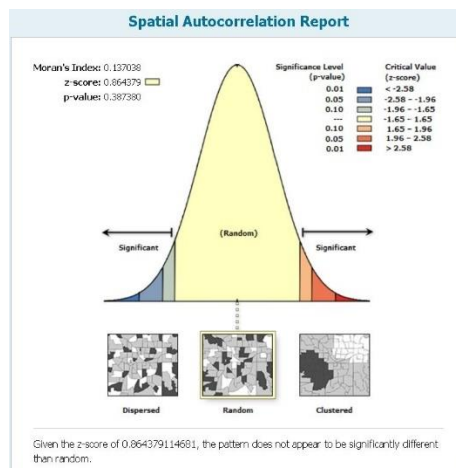 Spatial Autocorrelation Report
Moran's Index: 0.137038
z-score: 0.864379
p-value: 0.387380
Significance Level
(p-value)
Critical Value
(z-score)
0.01 < -2.58
0.05 -2.58 – -1.96
0.10 -1.96 – -1.65
--- -1.65 – 1.65
0.10 1.65 – 1.96
0.05 1.96 – 2.58
0.01 > 2.58
Significant
(Random)
Significant
Dispersed
Random
Clustered
Given the z-score of 0.864379114681, the pattern does not appear to be significantly different
than random.